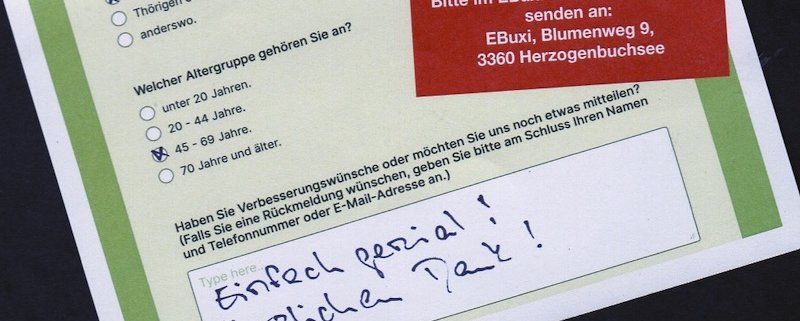 Thörigen
anderswo.
Bitte im EBux
senden an:
EBuxi, Blumenweg 9,
3360 Herzogenbuchsee
Welcher Altergruppe gehören Sie an?
unter 20 Jahren.
20 - 44 Jahre.
45 - 69 Jahre.
70 Jahre und älter.
Haben Sie Verbesserungswünsche oder möchten Sie uns noch etwas mitteilen?
(Falls Sie eine Rückmeldung wünschen, geben Sie bitte am Schluss Ihren Namen
und Telefonnummer oder E-Mail-Adresse an.)
Type here..
Einfach genial!
Dank!